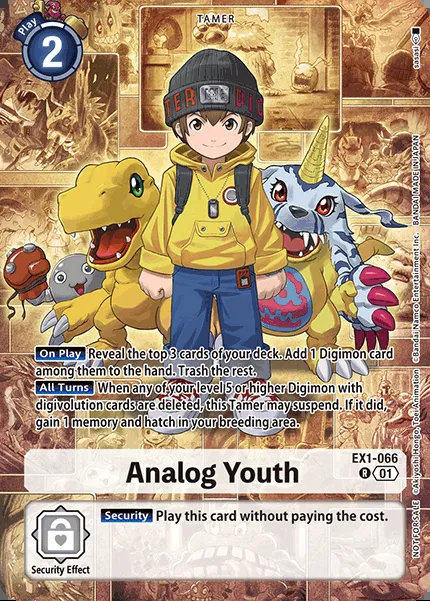 TAMER
Play
2
On Play Reveal the top 3 cards of your deck. Add 1 Digimon card
among them to the hand. Trash the rest.
All Turns When any of your level 5 or higher Digimon with
digivolution cards are deleted, this Tamer may suspend. If it did,
gain 1 memory and hatch in your breeding area.
EX1-066
Analog Youth
R 01
Security Play this card without paying the cost.
Security Effect
NOT FOR SALE ©Akiyoshi Hongo, Toei Animation
©Bandai Namco Entertainment Inc. BANDAI MADE IN JAPAN